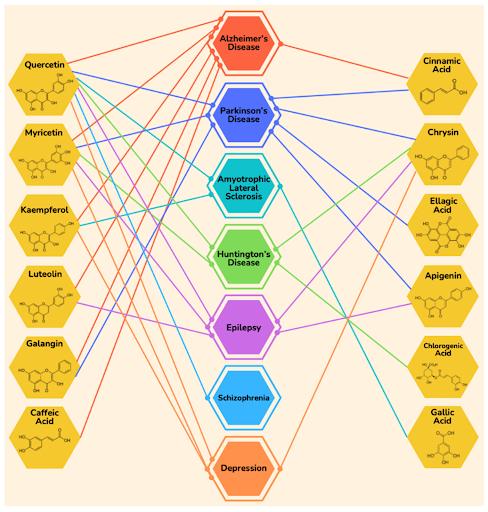 Quercetin
Myricetin
Kaempferol
Luteolin
Galangin
Caffeic
Acid
Alzheimer's
Disease
Parkinson's
Disease
Amyotrophic
Lateral
Sclerosis
Huntington's
Disease
Epilepsy
Schizophrenia
Depression
Cinnamic
Acid
Chrysin
Ellagic
Acid
Apigenin
Chlorogenic
Acid
Gallic
Acid